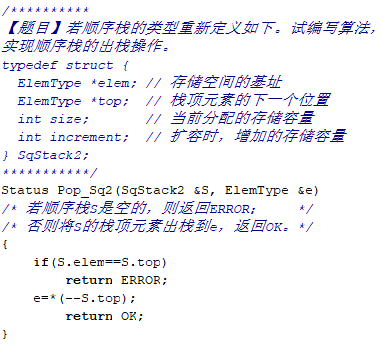 /**********
【题目】若顺序栈的类型重新定义如下。试编写算法,
实现顺序栈的出栈操作。
typedef struct {
  ElemType *elem; // 存储空间的基址
  ElemType *top;  // 栈顶元素的下一个位置
  int size;       // 当前分配的存储容量
  int increment;  // 扩容时，增加的存储容量
} SqStack2;
***********/
Status Pop_Sq2(SqStack2 &S, ElemType &e)
/* 若顺序栈S是空的，则返回ERROR;     */
/* 否则将S的栈顶元素出栈到e，返回OK。*/
{
    if(S.elem==S.top)
        return ERROR;
    e=*(--S.top);
        return OK;
}